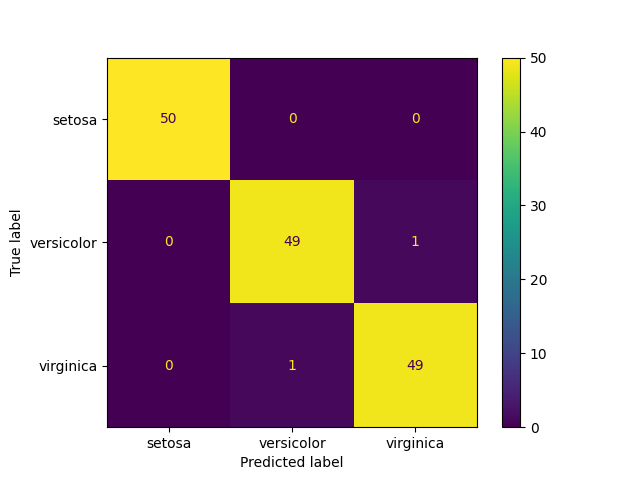 50
setosa 50 0 0
40
30
versicolor 0 49 1
20
virginica 0 1 49
10
0
setosa versicolor virginica
Predicted label
True label